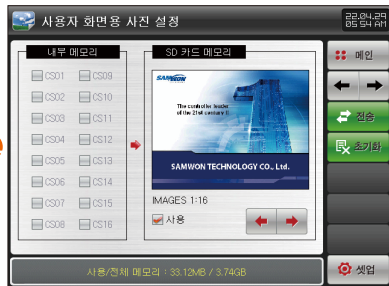 사용자 화면용 사진 설정
22.04.29
05:54 AM
내부 메모리
CS01 CS09
CS02 CS10
CS03 CS11
CS04 CS12
CS05 CS13
CS06 CS14
CS07 CS15
CS08 CS16
SD 카드 메모리
SAMWON
The controller leader
of the 21st century !!
SAMWON TECHNOLOGY CO., Ltd.
IMAGES 1:16
사용
메인
전송
초기화
사용/전체 메모리 : 33.12MB / 3.74GB
셋업